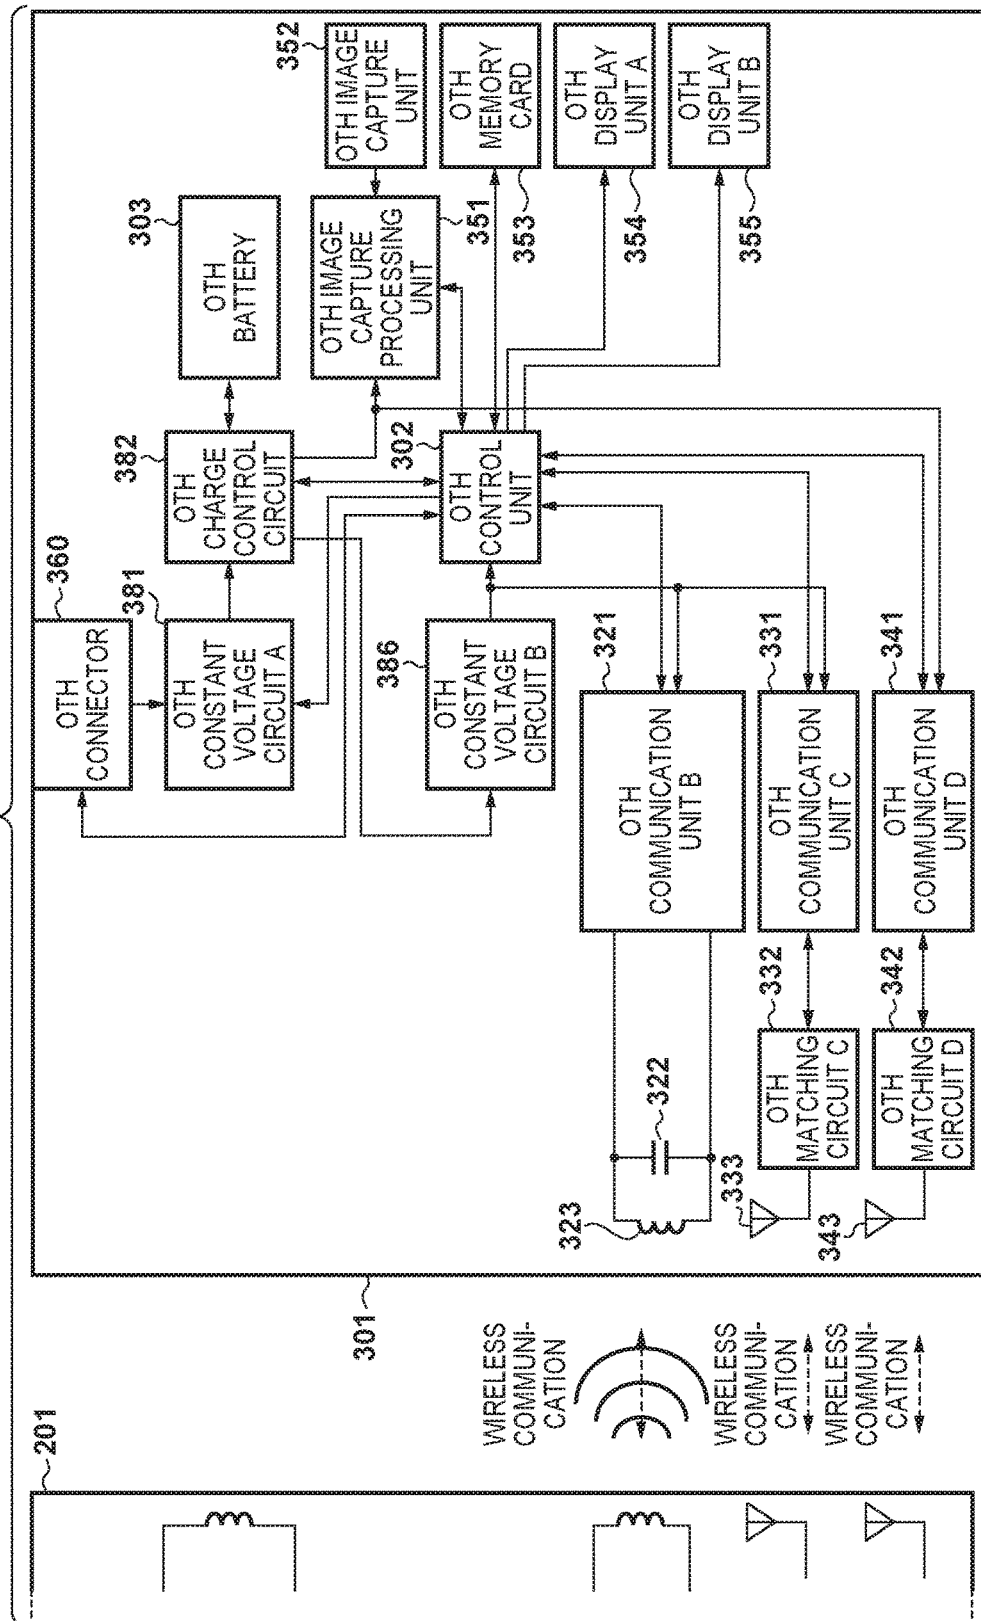 201
301
WIRELESS
COMMUNI-
CATION
WIRELESS
COMMUNI-
CATION
WIRELESS
COMMUNI-
CATION
OTH
CONNECTOR
360
OTH
CONSTANT
VOLTAGE
CIRCUIT A
381
OTH
CHARGE
CONTROL
CIRCUIT
382
OTH
BATTERY
303
OTH IMAGE
CAPTURE
UNIT
352
OTH IMAGE
CAPTURE
PROCESSING
UNIT
351
OTH
MEMORY
CARD
353
OTH
DISPLAY
UNIT A
354
OTH
DISPLAY
UNIT B
355
OTH
CONTROL
UNIT
302
OTH
CONSTANT
VOLTAGE
CIRCUIT B
386
OTH
COMMUNICATION
UNIT B
321
322
323
OTH
COMMUNICATION
UNIT C
331
OTH
MATCHING
CIRCUIT C
332
333
OTH
COMMUNICATION
UNIT D
341
OTH
MATCHING
CIRCUIT D
342
343